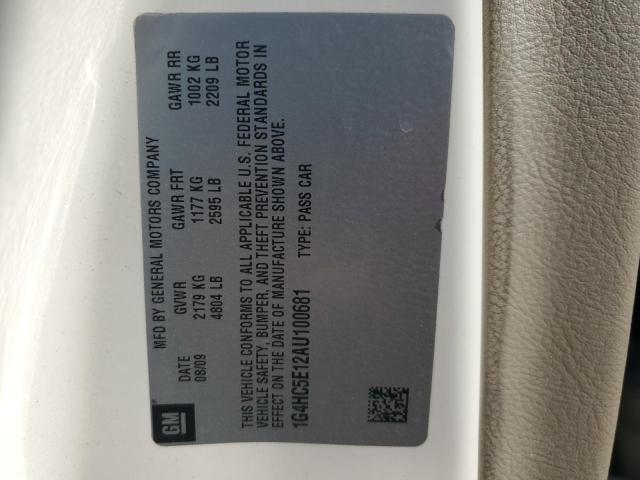 GM
MFD BY GENERAL MOTORS COMPANY
DATE GVWR GAWR FRT GAWR RR
08/09 2179 KG 1177 KG 1002 KG
4804 LB 2595 LB 2209 LB
THIS VEHICLE CONFORMS TO ALL APPLICABLE U.S. FEDERAL MOTOR
VEHICLE SAFETY, BUMPER, AND THEFT PREVENTION STANDARDS IN
EFFECT ON THE DATE OF MANUFACTURE SHOWN ABOVE.
1G4HC5E12AU100681 TYPE: PASS CAR